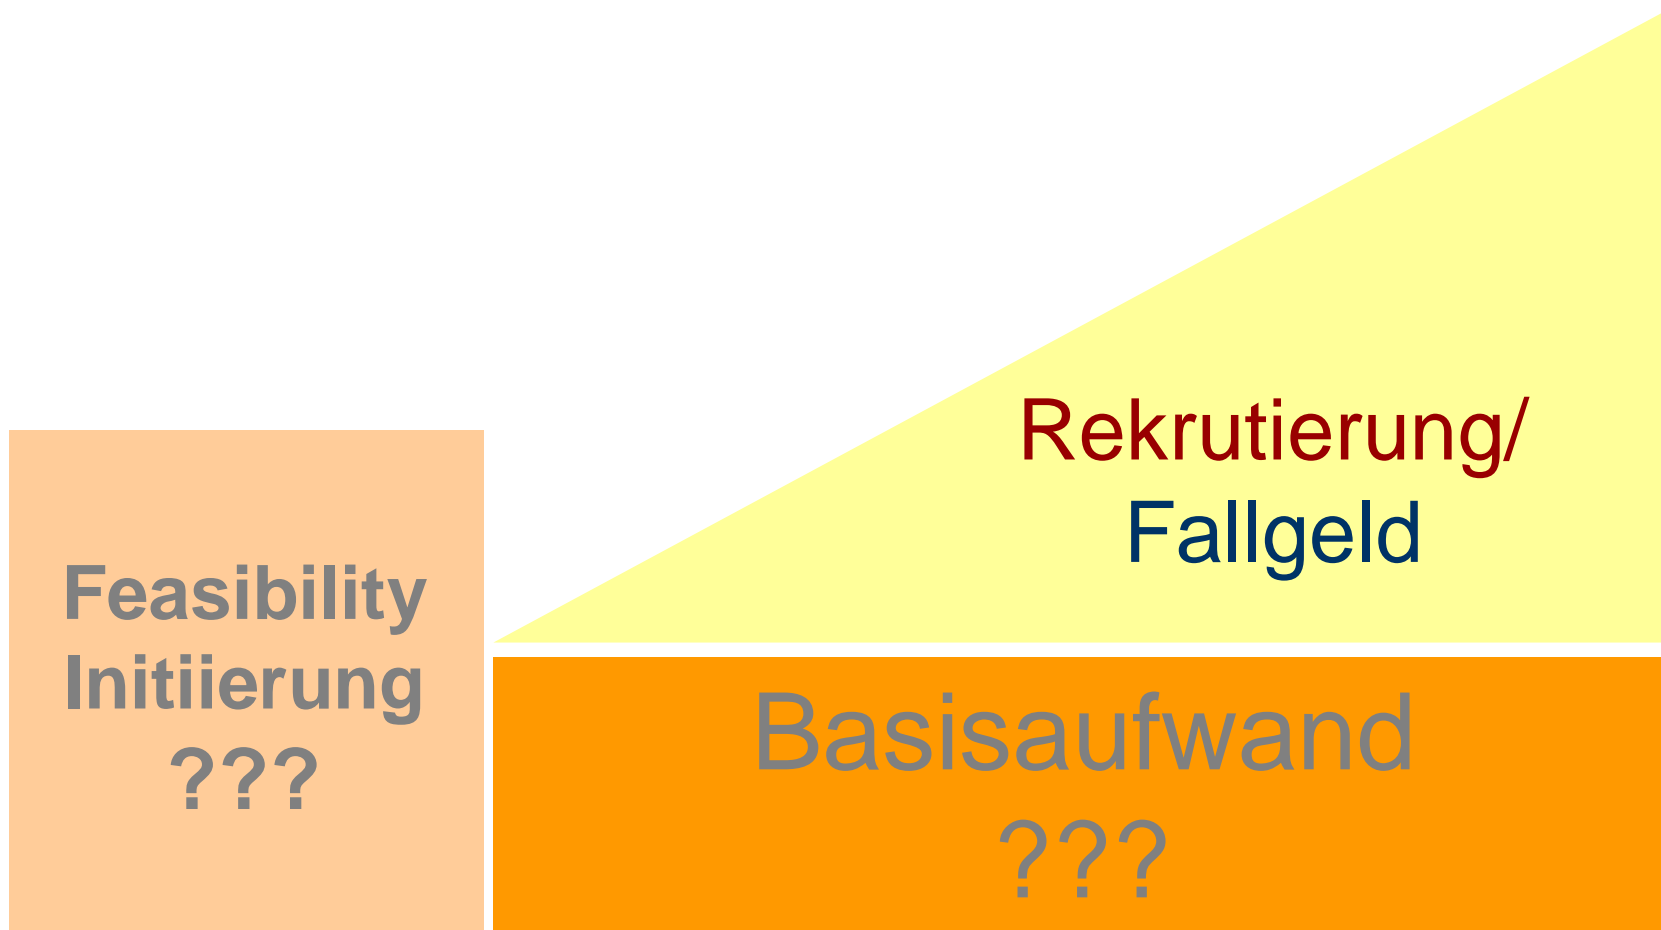 Rekrutierung/
Fallgeld
Feasibility
Initiierung
???
Basisaufwand
???